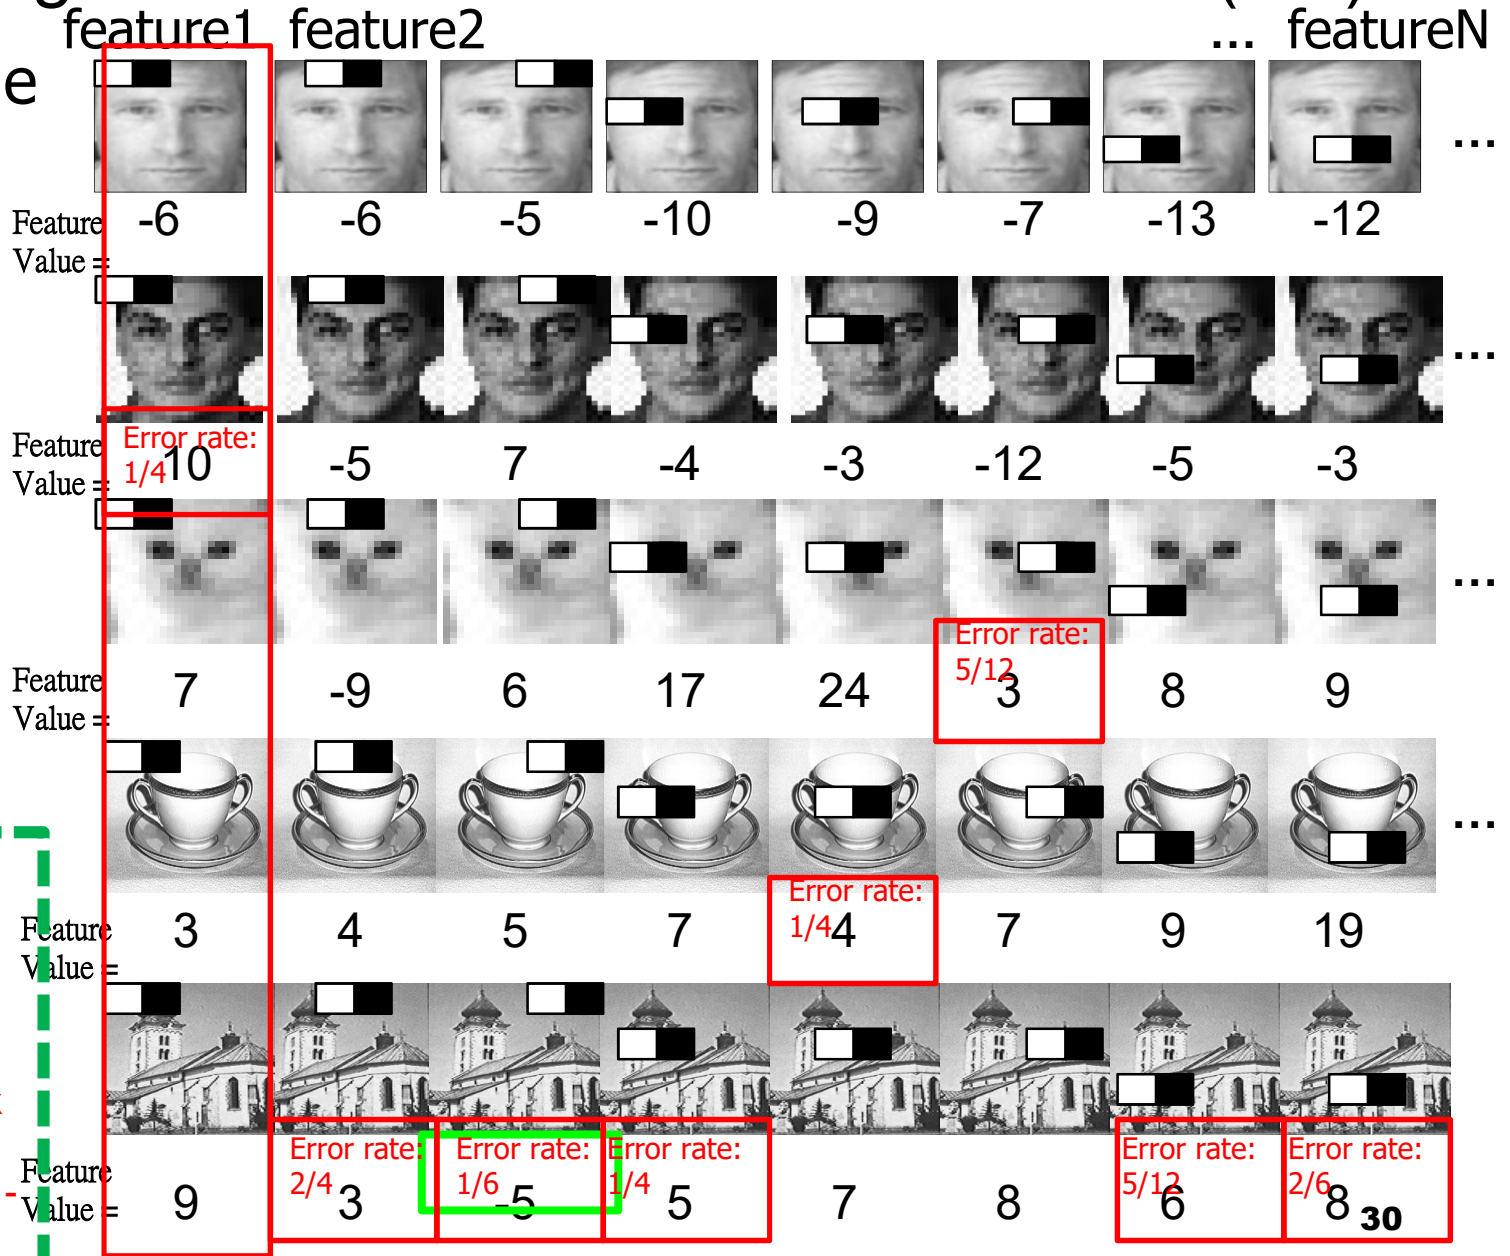 feature1 feature2 ... featureN
e
...
Feature -6 -6 -5 -10 -9 -7 -13 -12
Value =
...
Error rate:
Feature 10 -5 7 -4 -3 -12 -5 -3
Value = 1/4
...
Error rate:
5/12
Feature 7 -9 6 17 24 3 8 9
Value =
...
Error rate:
1/4
Feature 3 4 5 7 4 7 9 19
Value =
Error rate: Error rate: Error rate: Error rate: Error rate:
2/4 1/6 1/4 5/12 2/6
Feature
- Value = 9 3 -5 5 7 8 6 8
30